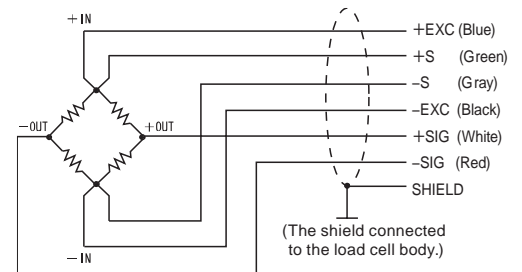 +IN
+EXC (Blue)
+S (Green)
–S (Gray)
–EXC (Black)
–OUT
+OUT
+SIG (White)
–SIG (Red)
SHIELD
(The shield connected
to the load cell body.)
–IN